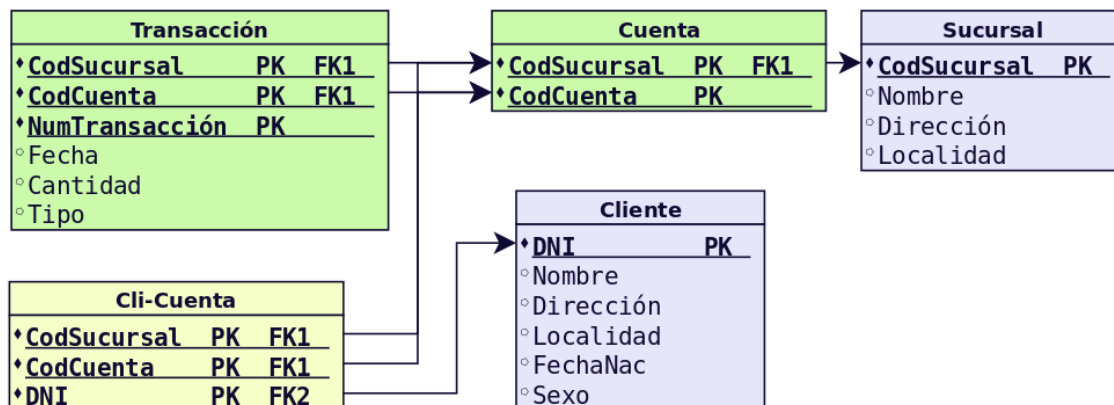 Transacción
CodSucursal PK FK1
CodCuenta PK FK1
NumTransacción PK
Fecha
Cantidad
Tipo
Cuenta
CodSucursal PK FK1
CodCuenta PK
Sucursal
CodSucursal PK
Nombre
Dirección
Localidad
Cliente
DNI PK
Nombre
Dirección
Localidad
FechaNac
Sexo
Cli-Cuenta
CodSucursal PK FK1
CodCuenta PK FK1
DNI PK FK2